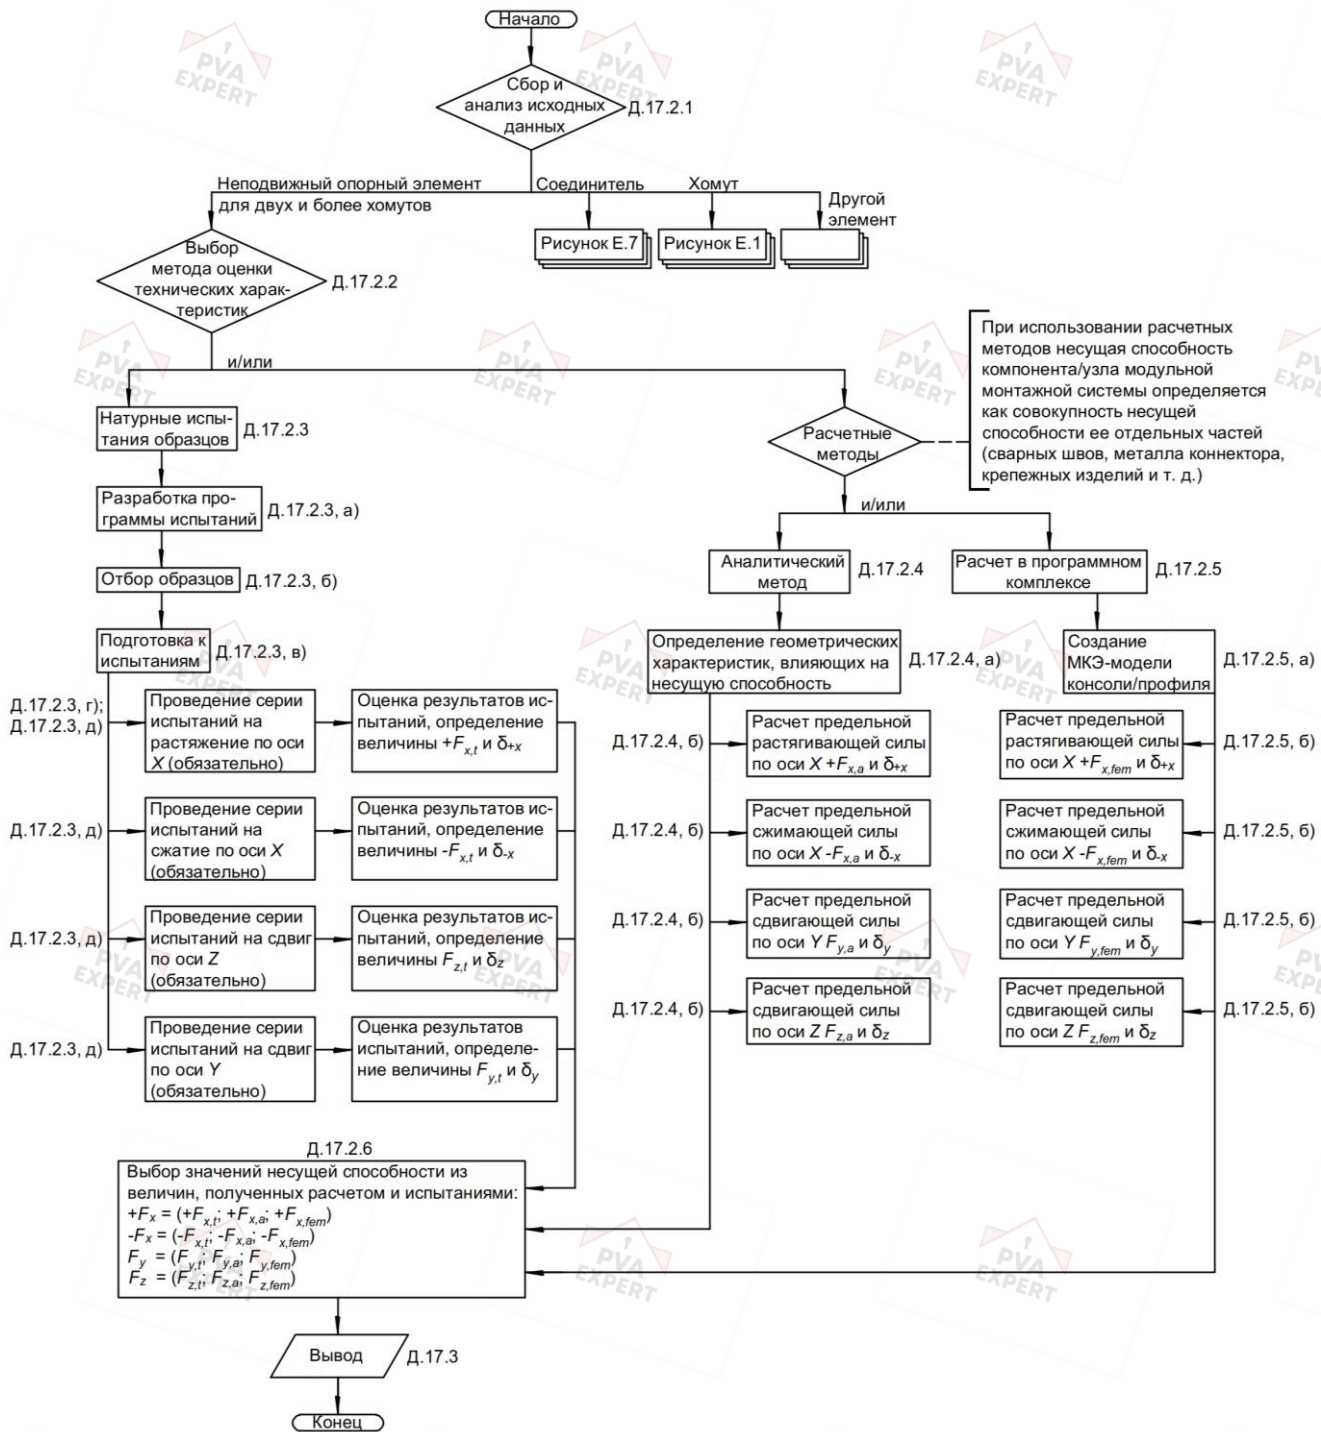 Начало
Сбор и
анализ исходных
данных
Д.17.2.1
Неподвижный опорный элемент
для двух и более хомутов
Соединитель
Хомут
Другой
элемент
Рисунок Е.7
Рисунок Е.1
Выбор
метода оценки
технических харак-
теристик
Д.17.2.2
и/или
При использовании расчетных
методов несущая способность
компонента/узла модульной
монтажной системы определяется
как совокупность несущей
способности ее отдельных частей
(сварных швов, металла коннектора,
крепежных изделий и т. д.)
Натурные испы-
тания образцов
Д.17.2.3
Расчетные
методы
Разработка про-
граммы испытаний
Д.17.2.3, а)
и/или
Отбор образцов
Д.17.2.3, б)
Аналитический
метод
Д.17.2.4
Расчет в программном
комплексе
Д.17.2.5
Подготовка к
испытаниям
Д.17.2.3, в)
Определение геометрических
характеристик, влияющих на
несущую способность
Д.17.2.4, а)
Создание
МКЭ-модели
консоли/профиля
Д.17.2.5, а)
Д.17.2.3, г);
Д.17.2.3, д)
Проведение серии
испытаний на
растяжение по оси
X (обязательно)
Оценка результатов ис-
пытаний, определение
величины +Fx,t и δ+x
Д.17.2.4, б)
Расчет предельной
растягивающей силы
по оси X +Fx,a и δ+x
Расчет предельной
растягивающей силы
по оси X +Fx,fem и δ+x
Д.17.2.5, б)
Д.17.2.3, д)
Проведение серии
испытаний на
сжатие по оси X
(обязательно)
Оценка результатов ис-
пытаний, определение
величины -Fx,t и δ-x
Д.17.2.4, б)
Расчет предельной
сжимающей силы
по оси X -Fx,a и δ-x
Расчет предельной
сжимающей силы
по оси X -Fx,fem и δ-x
Д.17.2.5, б)
Д.17.2.3, д)
Проведение серии
испытаний на сдвиг
по оси Z
(обязательно)
Оценка результатов ис-
пытаний, определение
величины Fz,t и δz
Д.17.2.4, б)
Расчет предельной
сдвигающей силы
по оси Y Fy,a и δy
Расчет предельной
сдвигающей силы
по оси Y Fy,fem и δy
Д.17.2.5, б)
Д.17.2.3, д)
Проведение серии
испытаний на сдвиг
по оси Y
(обязательно)
Оценка результатов
испытаний, определе-
ние величины Fy,t и δy
Д.17.2.4, б)
Расчет предельной
сдвигающей силы
по оси Z Fz,a и δz
Расчет предельной
сдвигающей силы
по оси Z Fz,fem и δz
Д.17.2.5, б)
Д.17.2.6
Выбор значений несущей способности из
величин, полученных расчетом и испытаниями:
+Fx = (+Fx,t; +Fx,a; +Fx,fem)
-Fx = (-Fx,t; -Fx,a; -Fx,fem)
Fy = (Fy,t; Fy,a; Fy,fem)
Fz = (Fz,t; Fz,a; Fz,fem)
Вывод
Д.17.3
Конец
PVA
EXPERT